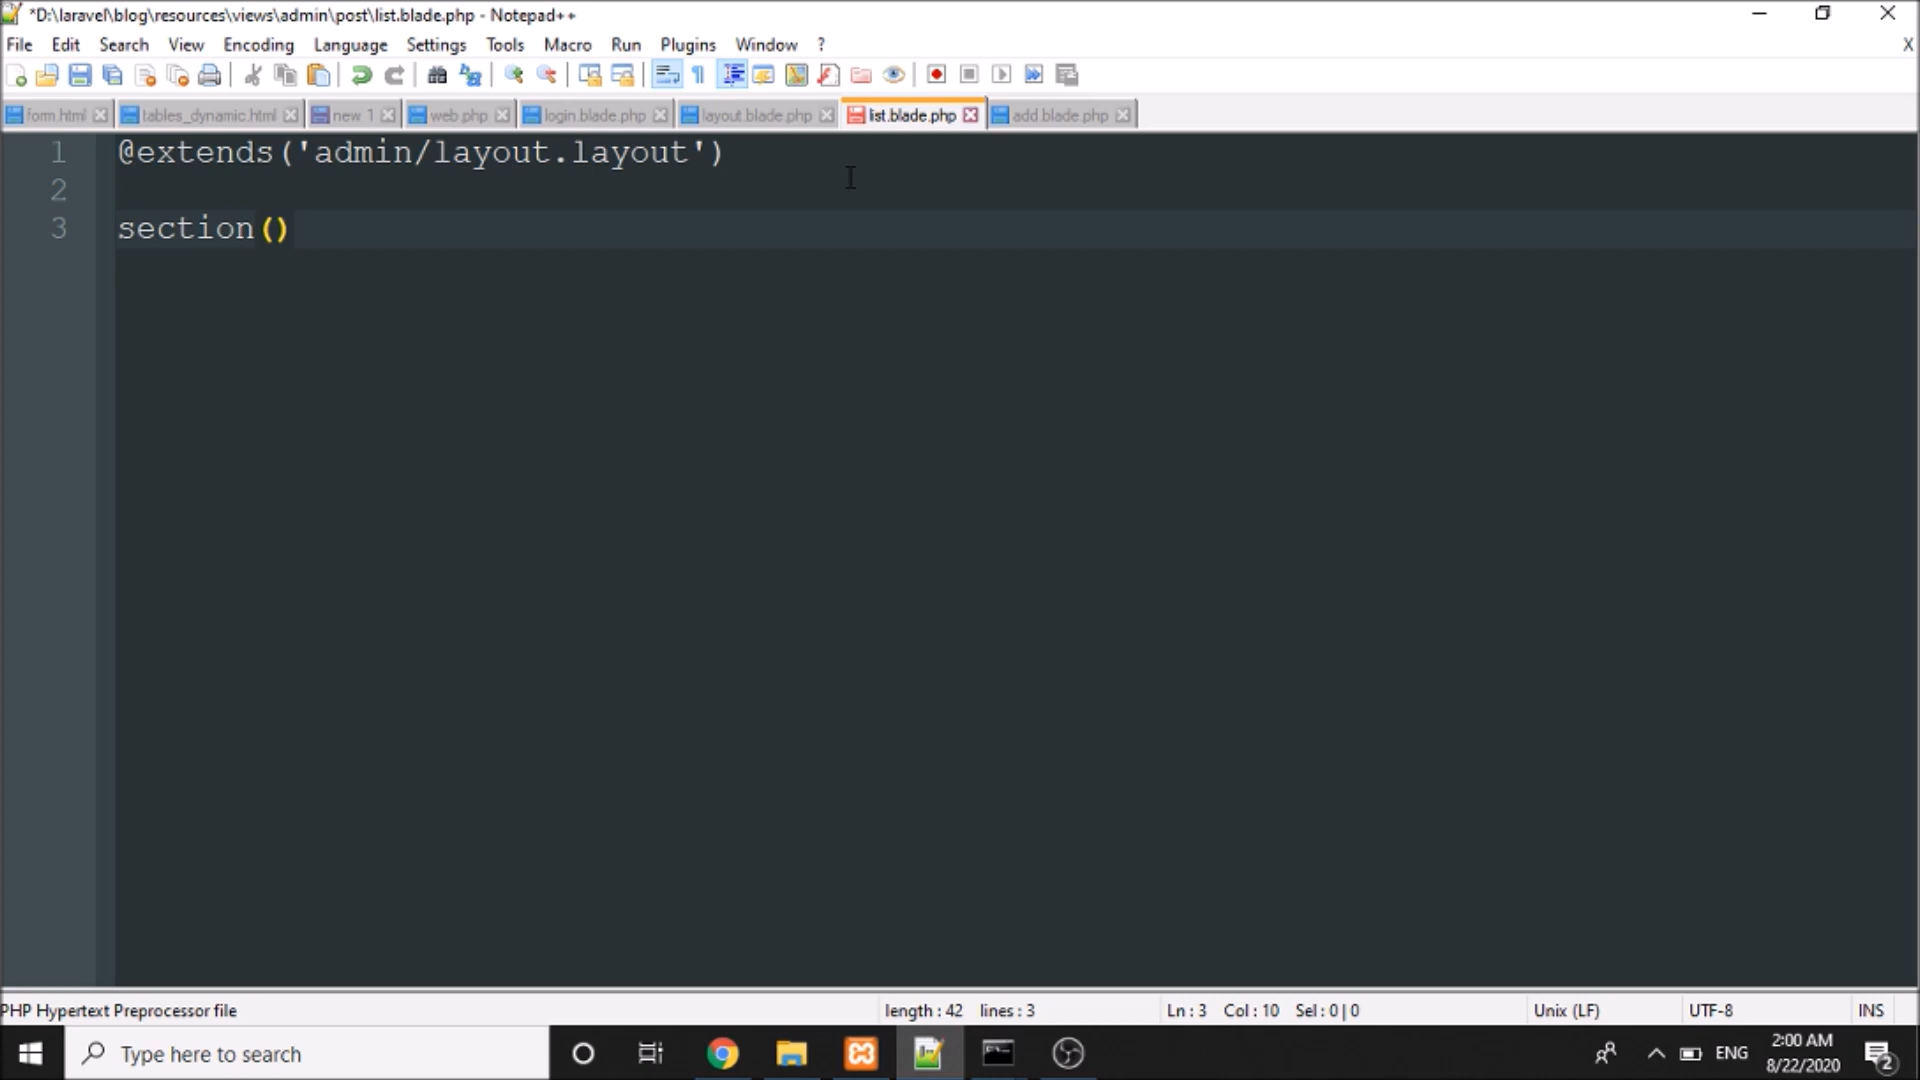 *D:\laravel\blog\resources\views\admin\post\list.blade.php - Notepad++
File Edit Search View Encoding Language Settings Tools Macro Run Plugins Window ? X
form.html tables_dynamic.html new 1 web.php login.blade.php layout.blade.php list.blade.php add.blade.php
1 @extends('admin/layout.layout')
2
3 section()
PHP Hypertext Preprocessor file length : 42 lines : 3 Ln : 3 Col : 10 Sel : 0 | 0 Unix (LF) UTF-8 INS
Type here to search ENG 2:00 AM
8/22/2020 2